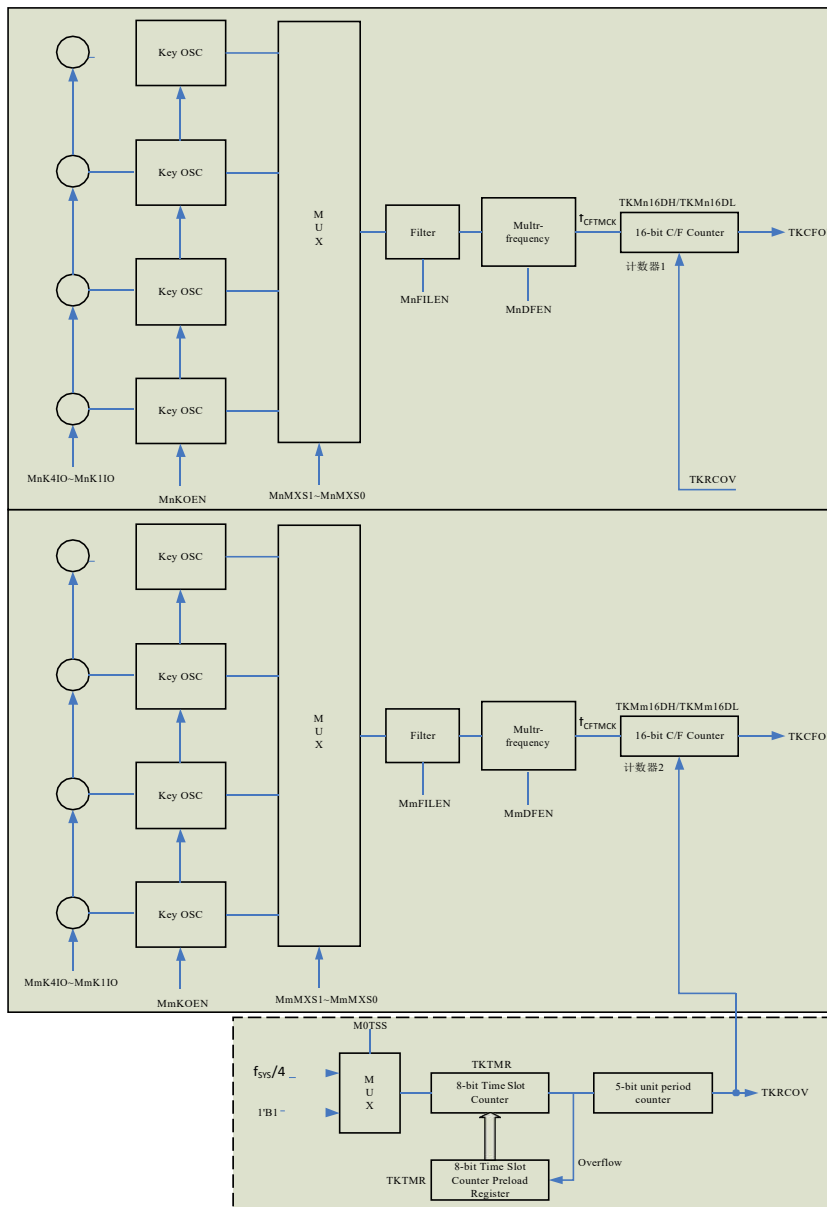 Key OSC
Key OSC
Key OSC
Key OSC
M
U
X
Filter
Multr-
frequency
tCFTMCK
TKMn16DH/TKMn16DL
16-bit C/F Counter
TKCFO
计数器1
MnFILEN
MnDFEN
MnK4IO~MnK1IO
MnKOEN
MnMXS1~MnMXS0
TKRCOV
Key OSC
Key OSC
Key OSC
Key OSC
M
U
X
Filter
Multr-
frequency
tCFTMCK
TKMm16DH/TKMm16DL
16-bit C/F Counter
TKCFO
计数器2
MmFILEN
MmDFEN
MmK4IO~MmK1IO
MmKOEN
MmMXS1~MmMXS0
M0TSS
fSYS/4
1'B1
M
U
X
TKTMR
8-bit Time Slot
Counter
5-bit unit period
counter
TKRCOV
Overflow
TKTMR
8-bit Time Slot
Counter Preload
Register